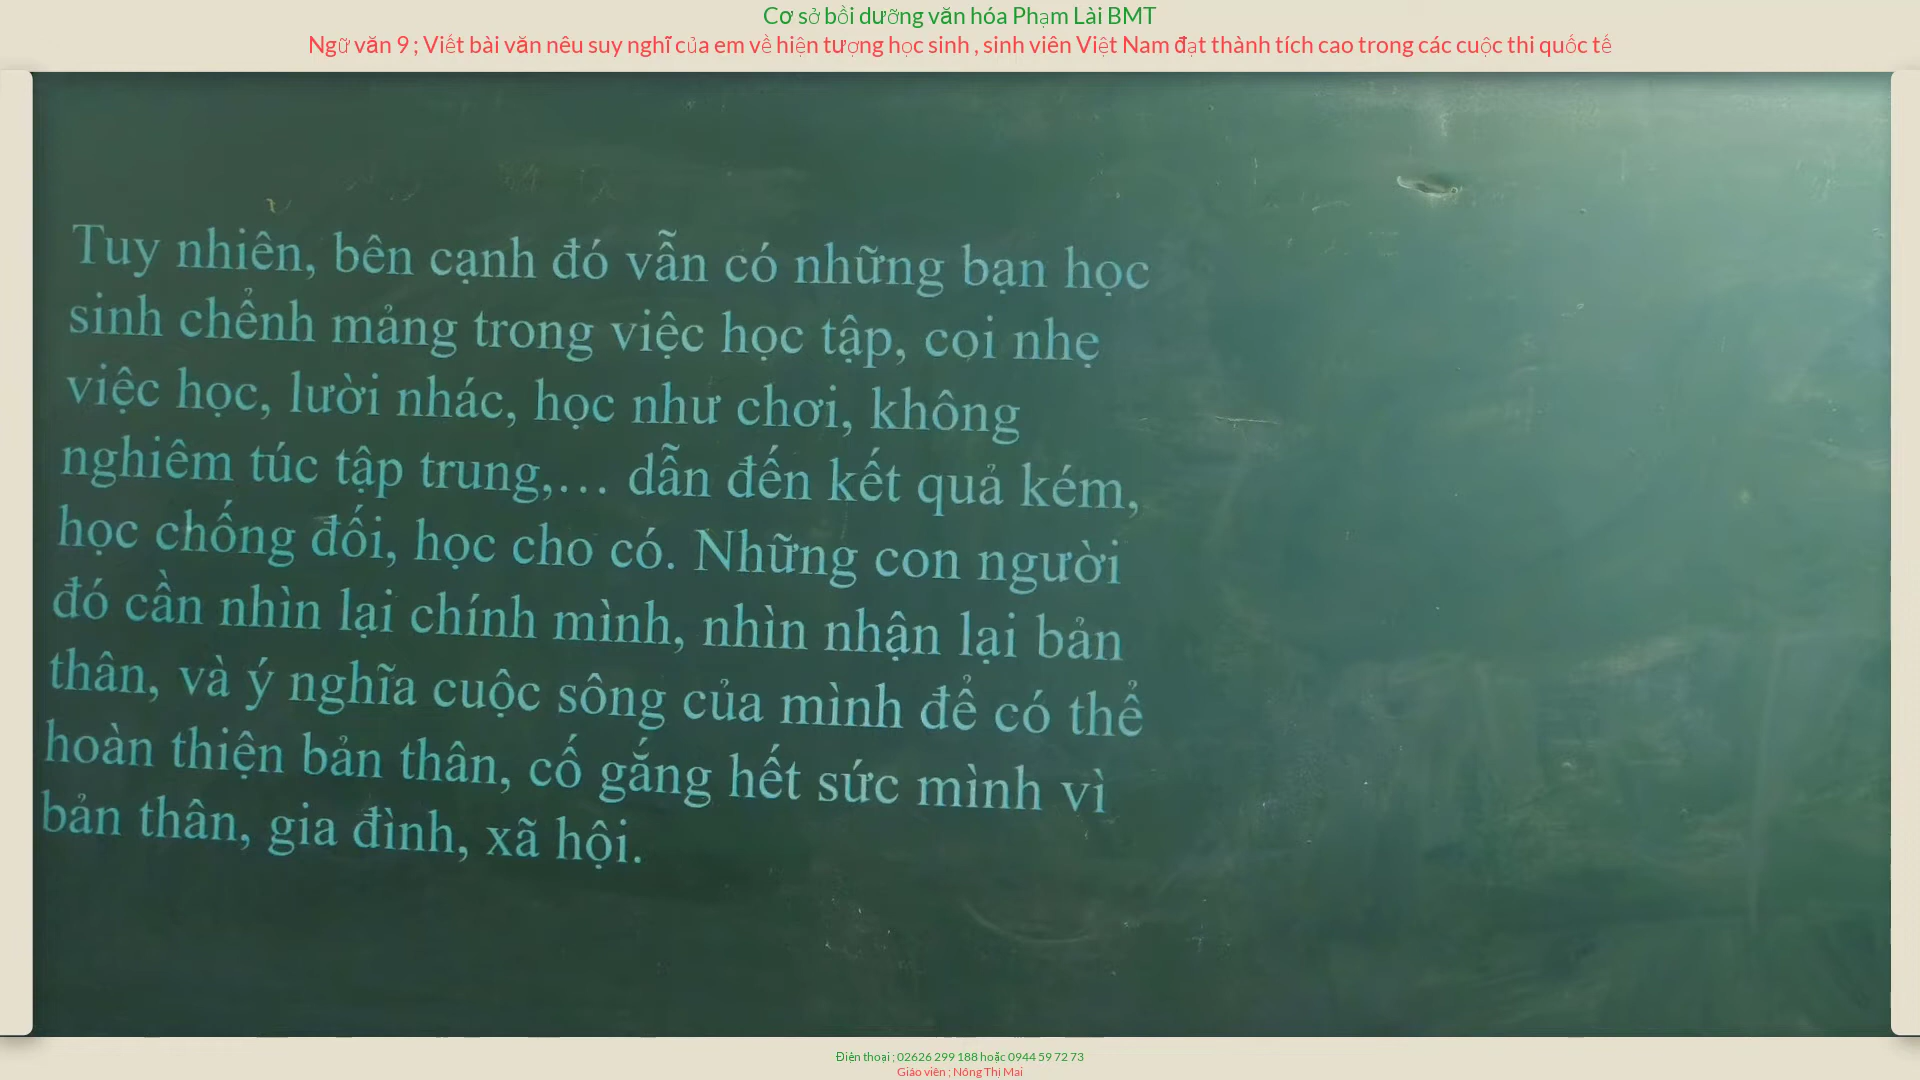 Cơ sở bồi dưỡng văn hóa Phạm Lài BMT
Ngữ văn 9 ; Viết bài văn nêu suy nghĩ của em về hiện tượng học sinh , sinh viên Việt Nam đạt thành tích cao trong các cuộc thi quốc tế
Tuy nhiên, bên cạnh đó vẫn có những bạn học
sinh chểnh mảng trong việc học tập, coi nhẹ
việc học, lười nhác, học như chơi, không
nghiêm túc tập trung,… dẫn đến kết quả kém,
học chống đối, học cho có. Những con người
đó cần nhìn lại chính mình, nhìn nhận lại bản
thân, và ý nghĩa cuộc sông của mình để có thể
hoàn thiện bản thân, cố gắng hết sức mình vì
bản thân, gia đình, xã hội.
Điện thoại ; 02626 299 188 hoặc 0944 59 72 73
Giáo viên ; Nông Thị Mai